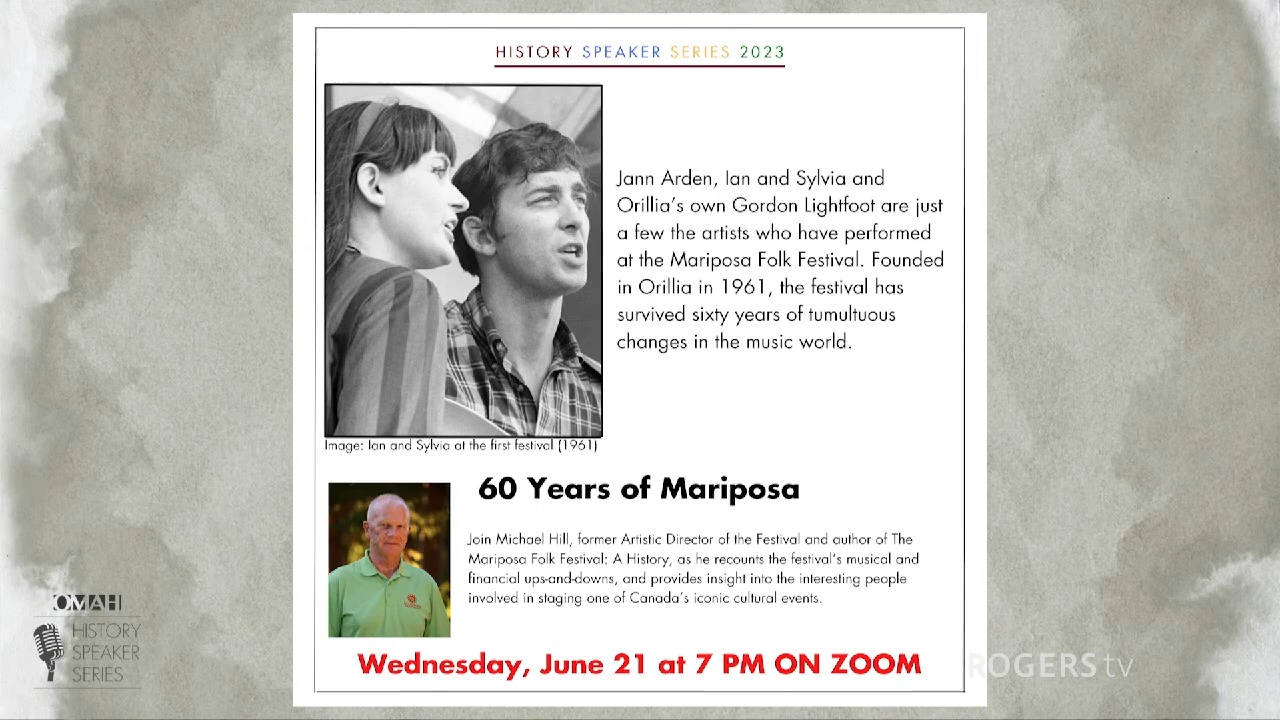 HISTORY SPEAKER SERIES 2023
Jann Arden, Ian and Sylvia and
Orillia's own Gordon Lightfoot are just
a few the artists who have performed
at the Mariposa Folk Festival. Founded
in Orillia in 1961, the festival has
survived sixty years of tumultuous
changes in the music world.
Image: Ian and Sylvia at the first festival (1961)
60 Years of Mariposa
Join Michael Hill, former Artistic Director of the Festival and author of The
Mariposa Folk Festival: A History, as he recounts the festival's musical and
financial ups-and-downs, and provides insight into the interesting people
involved in staging one of Canada's iconic cultural events.
Wednesday, June 21 at 7 PM ON ZOOM
OMAH
HISTORY
SPEAKER
SERIES
ROGERS tv